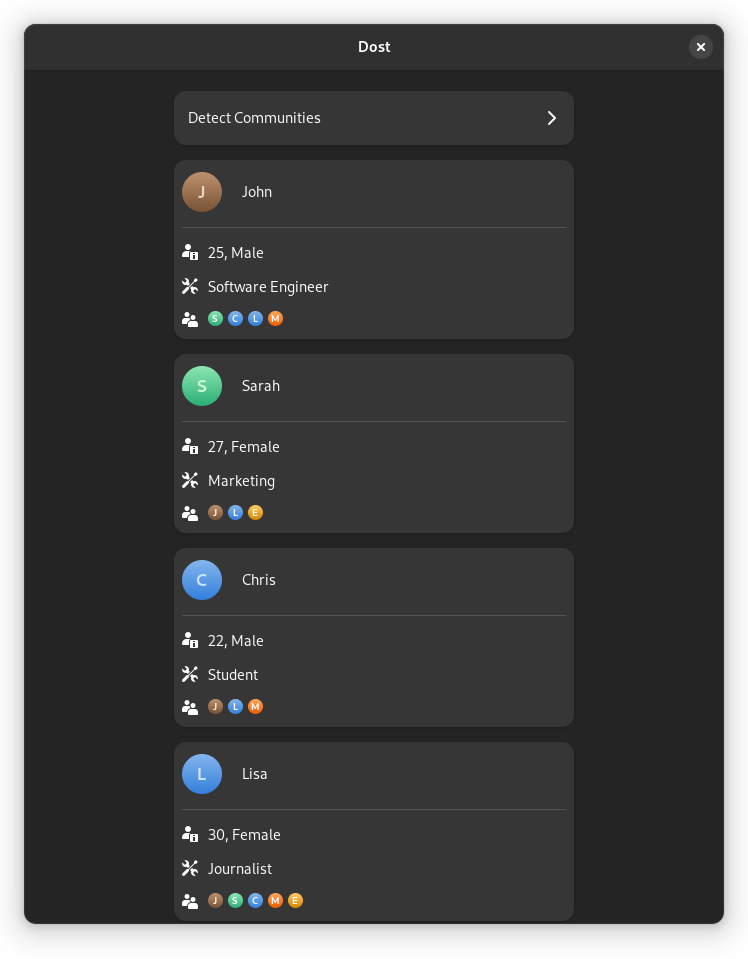 Dost
Detect Communities
J John
25, Male
Software Engineer
S C L M
S Sarah
27, Female
Marketing
J L E
C Chris
22, Male
Student
J L M
L Lisa
30, Female
Journalist
J S C M E